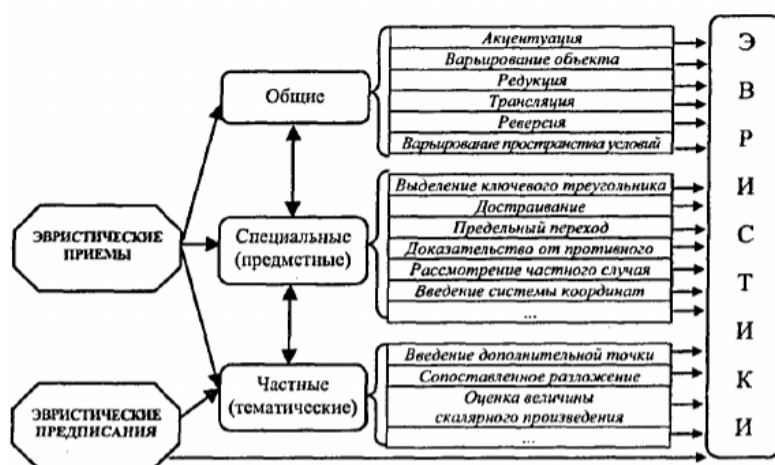 Акцентуация
Варьирование объекта
Редукция
Трансляция
Реверсия
Варьирование пространства условий
Общие
Выделение ключевого треугольника
Достраивание
Предельный переход
Доказательство от противного
Рассмотрение частного случая
Введение системы координат
...
ЭВРИСТИЧЕСКИЕ
ПРИЕМЫ
Специальные
(предметные)
Введение дополнительной точки
Сопоставленное разложение
Оценка величины
скалярного произведения
...
Частные
(тематические)
ЭВРИСТИЧЕСКИЕ
ПРЕДПИСАНИЯ
Э
В
Р
И
С
Т
И
К
И